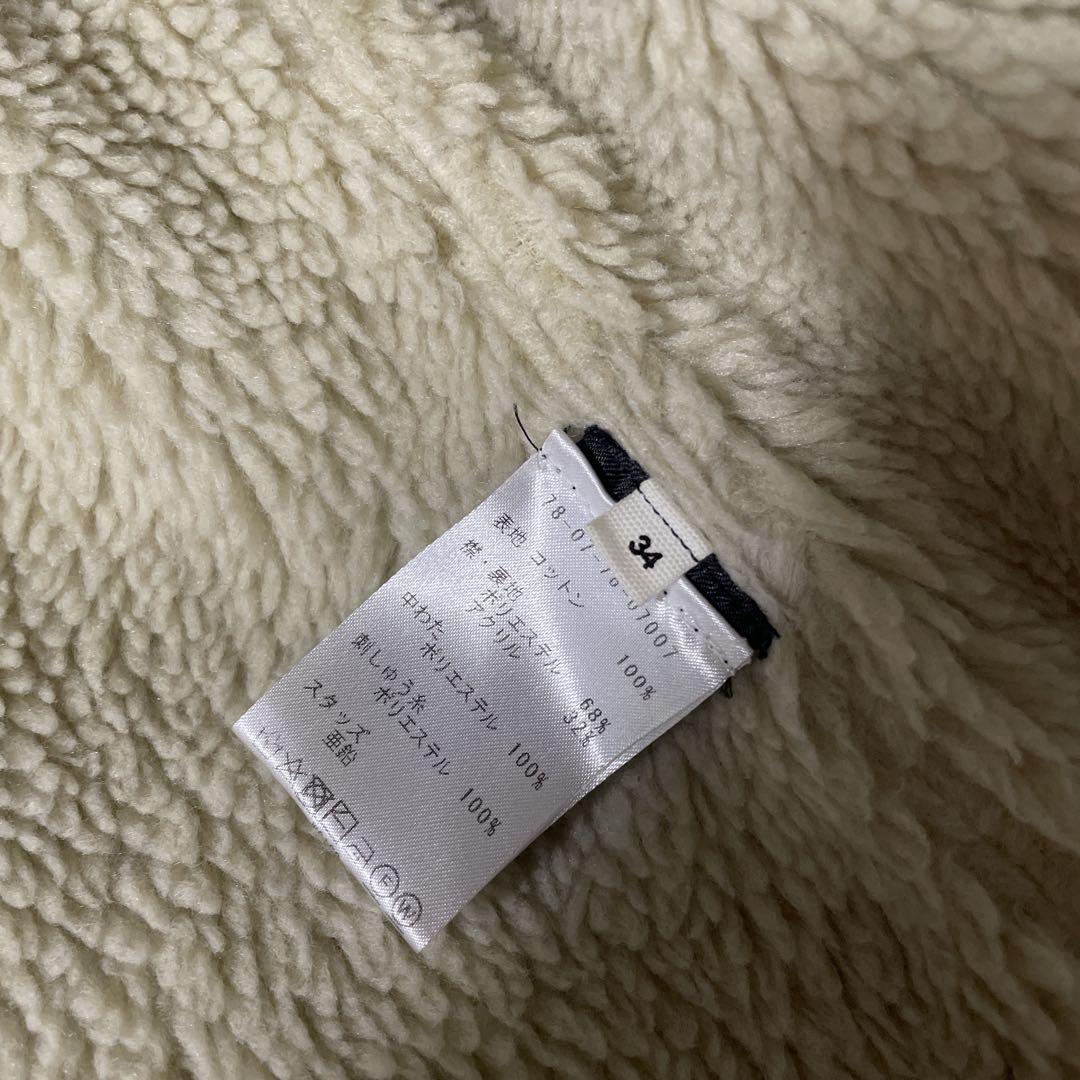 34
78-07-76-07007
表地 コットン 100%
襟・裏地
ポリエステル 68%
アクリル 32%
中わた
ポリエステル 100%
刺しゅう糸
ポリエステル 100%
スタッズ
亜鉛
F W